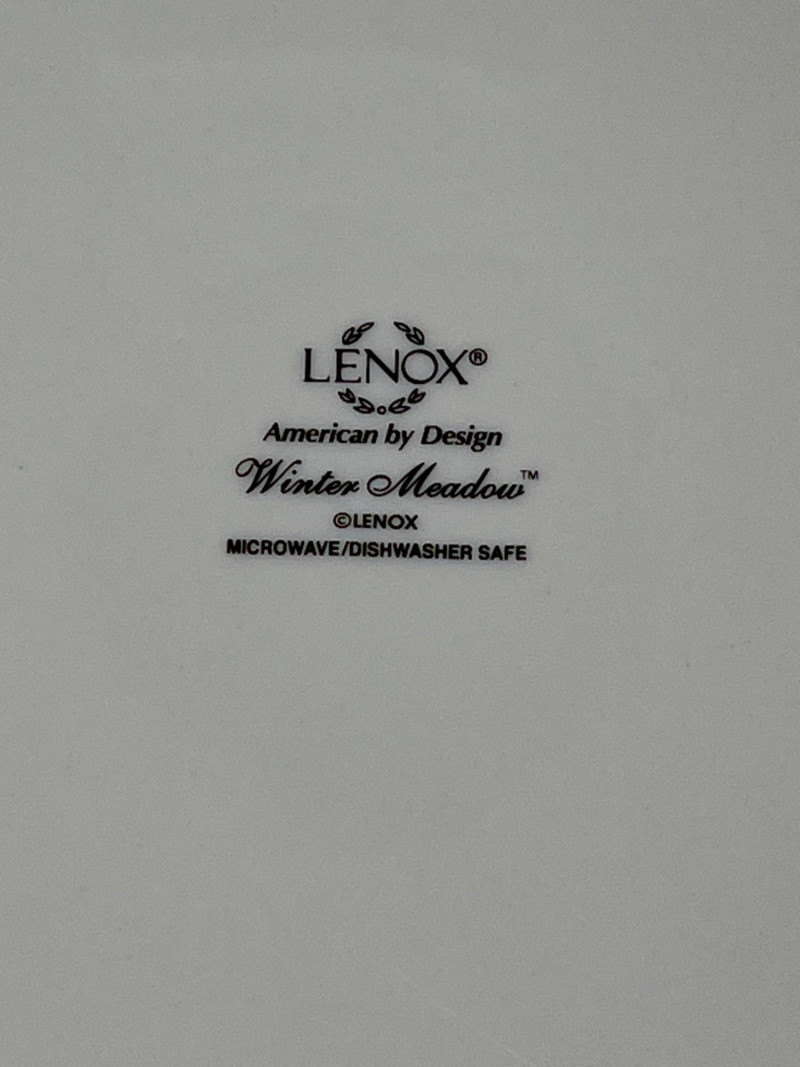 LENOX®
American by Design
Winter Meadow™
©LENOX
MICROWAVE/DISHWASHER SAFE